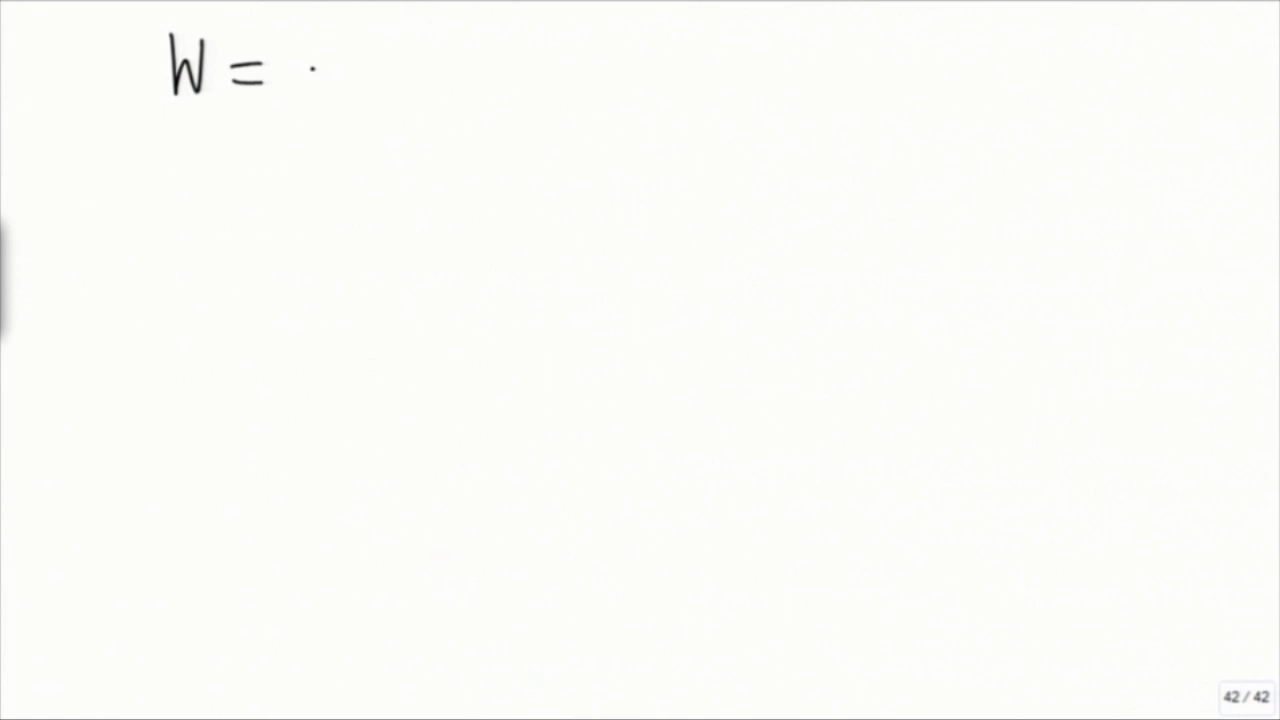 W = .
42 / 42